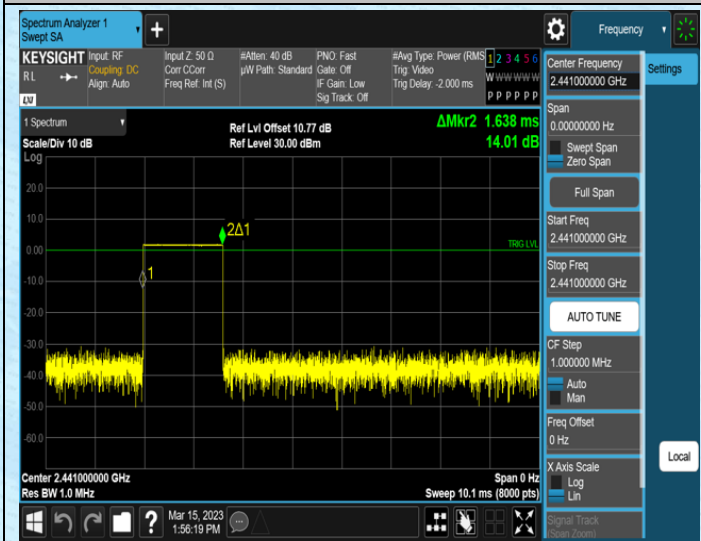 Spectrum Analyzer 1
Swept SA
Frequency
KEYSIGHT
RL
LXI
Input: RF
Coupling: DC
Align: Auto
Input Z: 50 Ω
Corr CCorr
Freq Ref: Int (S)
#Atten: 40 dB
µW Path: Standard
PNO: Fast
Gate: Off
IF Gain: Low
Sig Track: Off
#Avg Type: Power (RMS
Trig: Video
Trig Delay: -2.000 ms
1 2 3 4 5 6
W W W W W W
P P P P P P
Center Frequency
2.441000000 GHz
Settings
Span
0.00000000 Hz
Swept Span
Zero Span
Full Span
Start Freq
2.441000000 GHz
Stop Freq
2.441000000 GHz
AUTO TUNE
CF Step
1.000000 MHz
Auto
Man
Freq Offset
0 Hz
X Axis Scale
Log
Lin
Signal Track
(Span Zoom)
Local
1 Spectrum
Scale/Div 10 dB
Log
Ref Lvl Offset 10.77 dB
Ref Level 30.00 dBm
ΔMkr2 1.638 ms
14.01 dB
20.0
10.0
0.00
-10.0
-20.0
-30.0
-40.0
-50.0
-60.0
2Δ1
1
TRIG LVL
Center 2.441000000 GHz
Res BW 1.0 MHz
Span 0 Hz
Sweep 10.1 ms (8000 pts)
?
Mar 15, 2023
1:56:19 PM